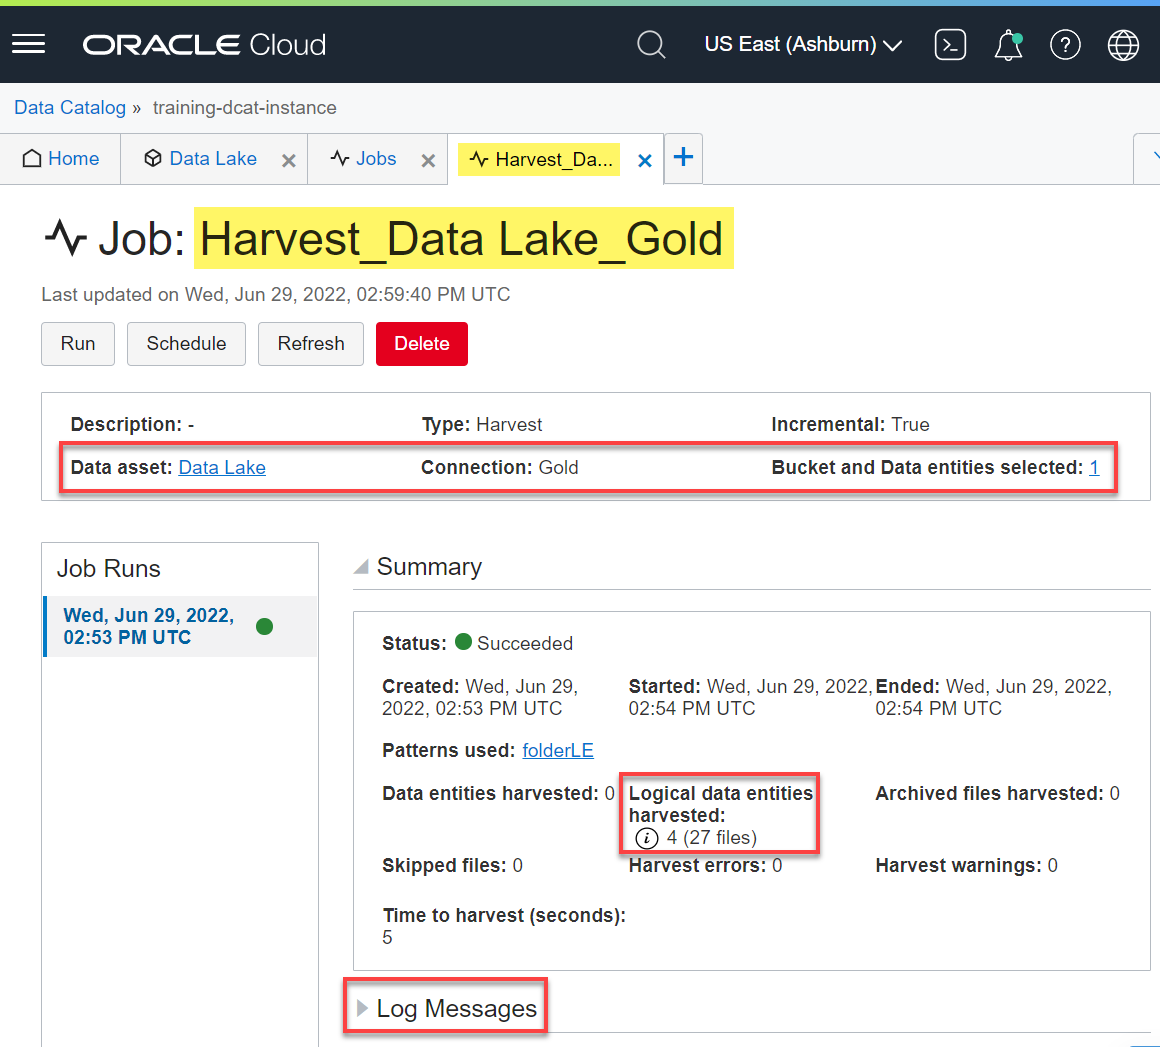 ORACLE Cloud
US East (Ashburn)
Data Catalog » training-dcat-instance
Home
Data Lake
Jobs
Harvest_Da...
Job: Harvest_Data Lake_Gold
Last updated on Wed, Jun 29, 2022, 02:59:40 PM UTC
Run
Schedule
Refresh
Delete
Description: -
Type: Harvest
Incremental: True
Data asset: Data Lake
Connection: Gold
Bucket and Data entities selected: 1
Job Runs
Wed, Jun 29, 2022,
02:53 PM UTC
Summary
Status: Succeeded
Created: Wed, Jun 29,
2022, 02:53 PM UTC
Started: Wed, Jun 29, 2022,
02:54 PM UTC
Ended: Wed, Jun 29, 2022,
02:54 PM UTC
Patterns used: folderLE
Data entities harvested: 0
Logical data entities
harvested:
4 (27 files)
Archived files harvested: 0
Skipped files: 0
Harvest errors: 0
Harvest warnings: 0
Time to harvest (seconds):
5
Log Messages